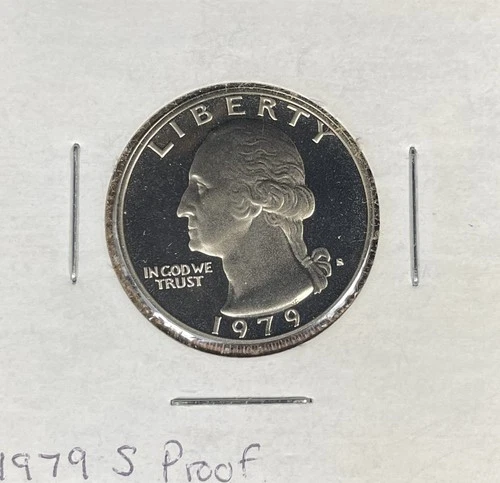 LIBERTY
IN GOD WE
TRUST
S
1979
1979 S Proof